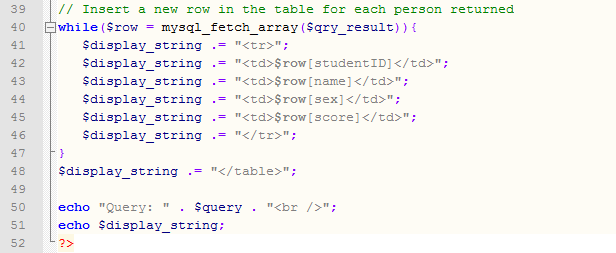 39 // Insert a new row in the table for each person returned
40 while($row = mysql_fetch_array($qry_result)){
41 $display_string .= "<tr>";
42 $display_string .= "<td>$row[studentID]</td>";
43 $display_string .= "<td>$row[name]</td>";
44 $display_string .= "<td>$row[sex]</td>";
45 $display_string .= "<td>$row[score]</td>";
46 $display_string .= "</tr>";
47 }
48 $display_string .= "</table>";
49
50 echo "Query: " . $query . "<br />";
51 echo $display_string;
52 ?>